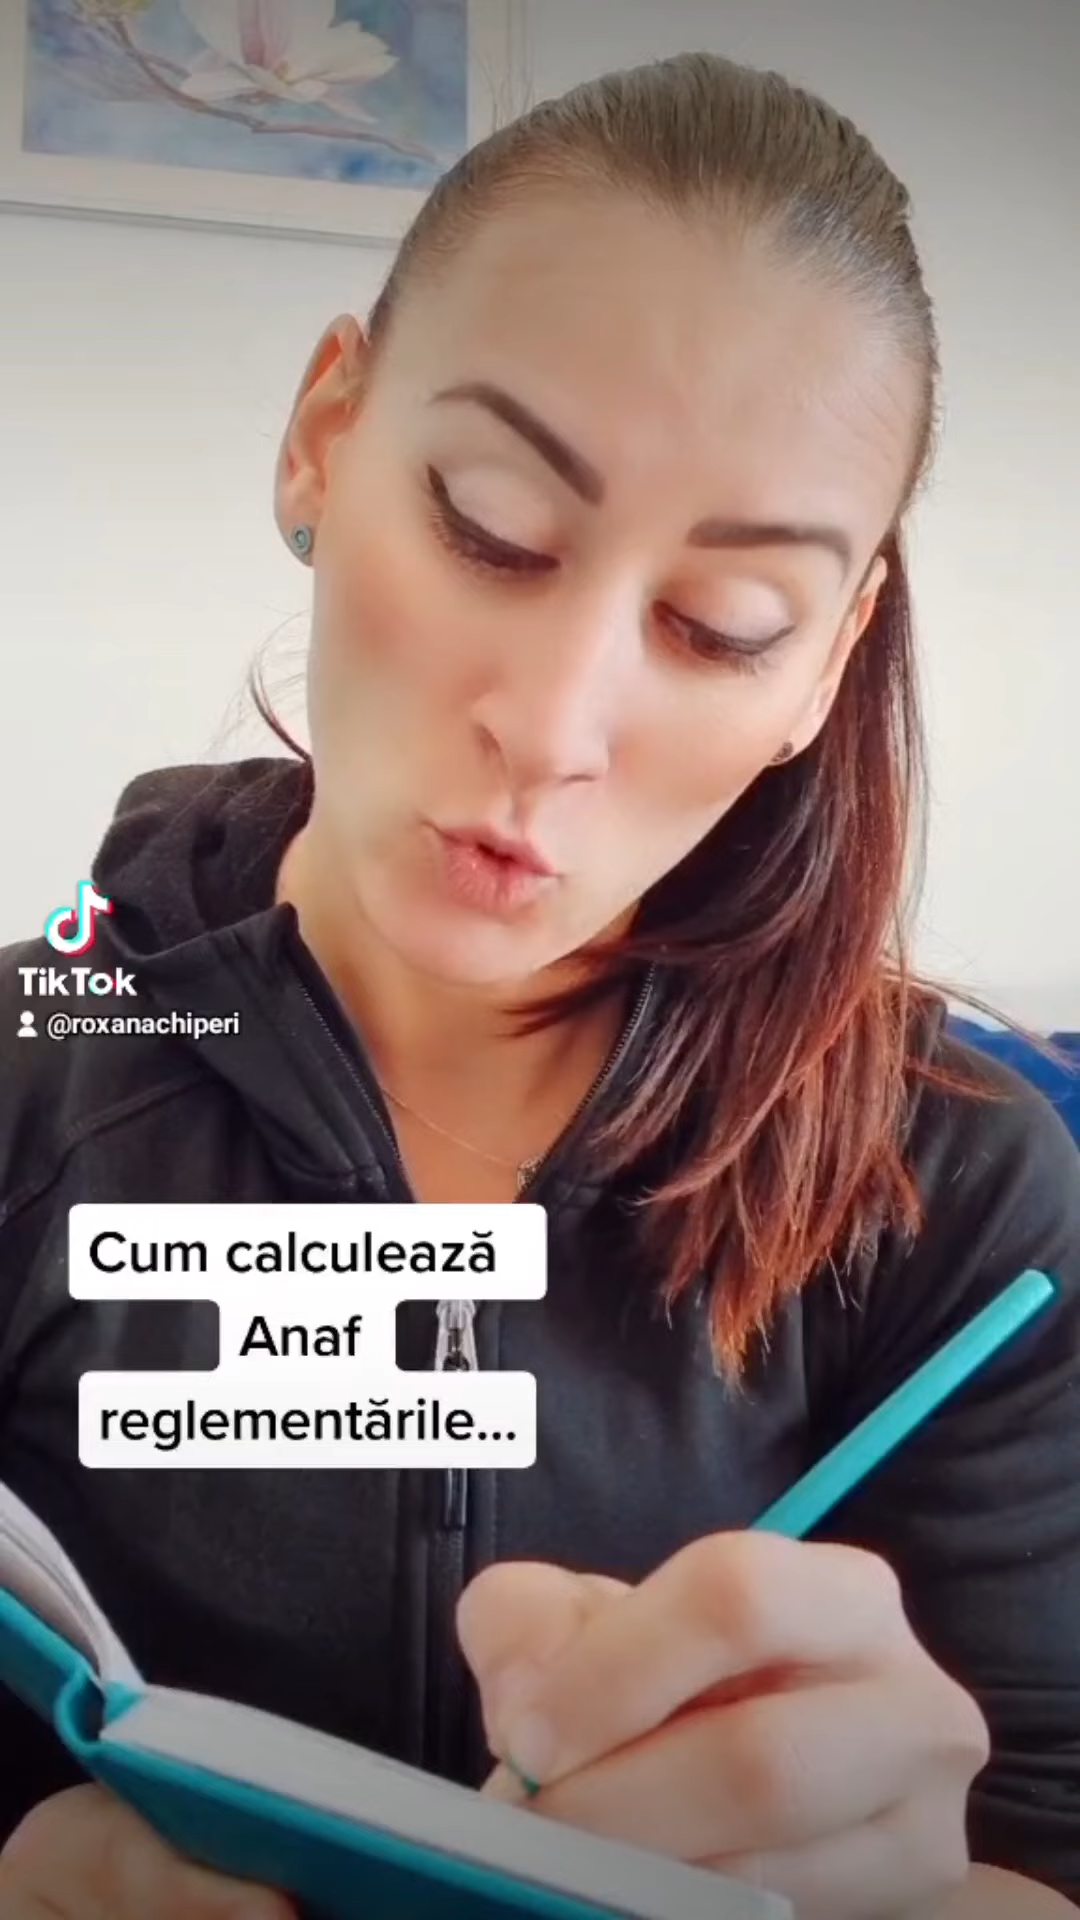 TikTok
@roxanachiperi
Cum calculează
Anaf
reglementările...